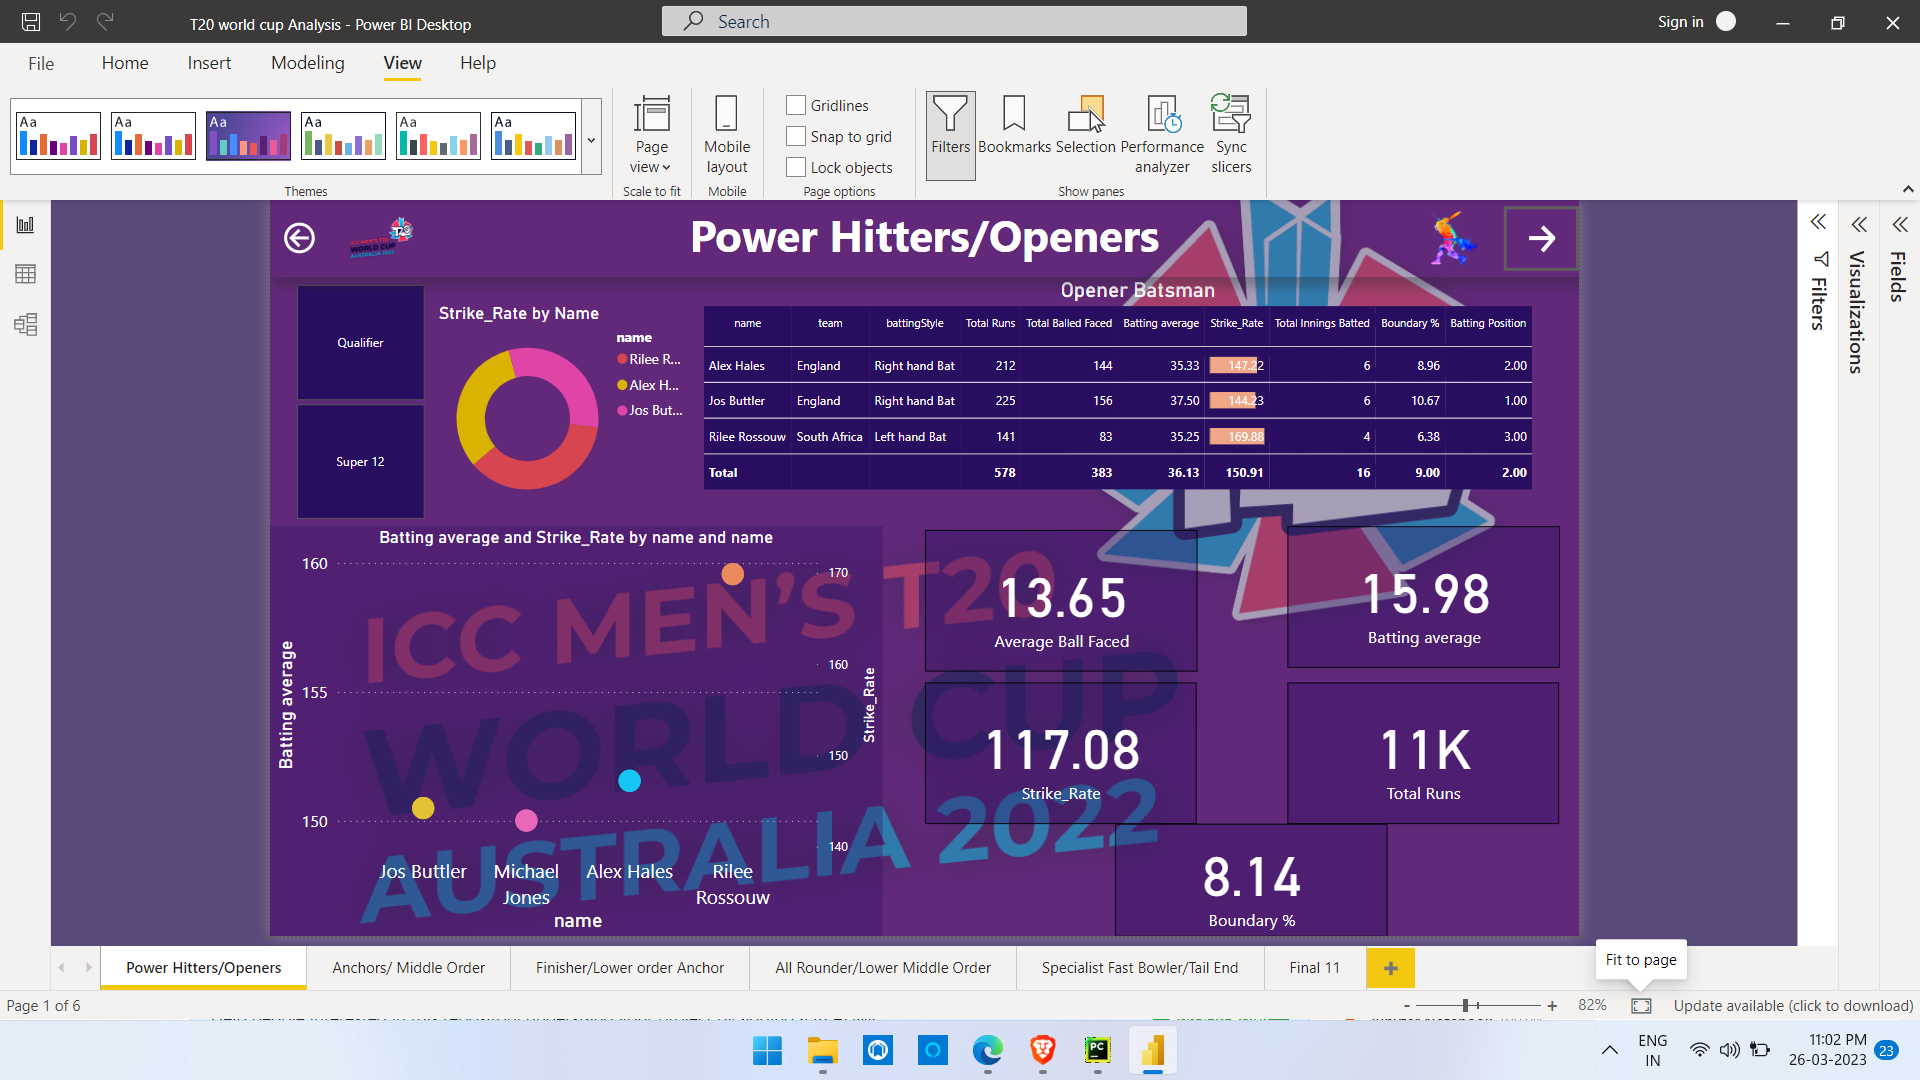 T20 world cup Analysis - Power BI Desktop
Search
Sign in
File Home Insert Modeling View Help
Aa Aa Aa Aa Aa Aa
Themes
Page view
Scale to fit
Mobile layout
Mobile
Gridlines
Snap to grid
Lock objects
Page options
Filters
Bookmarks
Selection
Performance analyzer
Sync slicers
Show panes
ICC MEN'S T20
WORLD CUP
AUSTRALIA 2022
Power Hitters/Openers
Qualifier
Super 12
Strike_Rate by Name
name
Rilee R...
Alex H...
Jos But...
Opener Batsman
name team battingStyle Total Runs Total Balled Faced Batting average Strike_Rate Total Innings Batted Boundary % Batting Position
Alex Hales England Right hand Bat 212 144 35.33 147.22 6 8.96 2.00
Jos Buttler England Right hand Bat 225 156 37.50 144.23 6 10.67 1.00
Rilee Rossouw South Africa Left hand Bat 141 83 35.25 169.88 4 6.38 3.00
Total 578 383 36.13 150.91 16 9.00 2.00
Batting average and Strike_Rate by name and name
160
155
150
Batting average
170
160
150
140
Strike_Rate
Jos Buttler
Michael Jones
Alex Hales
Rilee Rossouw
name
ICC MEN'S T20
WORLD CUP
AUSTRALIA 2022
13.65
Average Ball Faced
15.98
Batting average
117.08
Strike_Rate
11K
Total Runs
8.14
Boundary %
Filters
Visualizations
Fields
Power Hitters/Openers Anchors/ Middle Order Finisher/Lower order Anchor All Rounder/Lower Middle Order Specialist Fast Bowler/Tail End Final 11 +
Fit to page
Page 1 of 6
- + 82%
Update available (click to download)
PC
ENG
IN
11:02 PM
26-03-2023
23